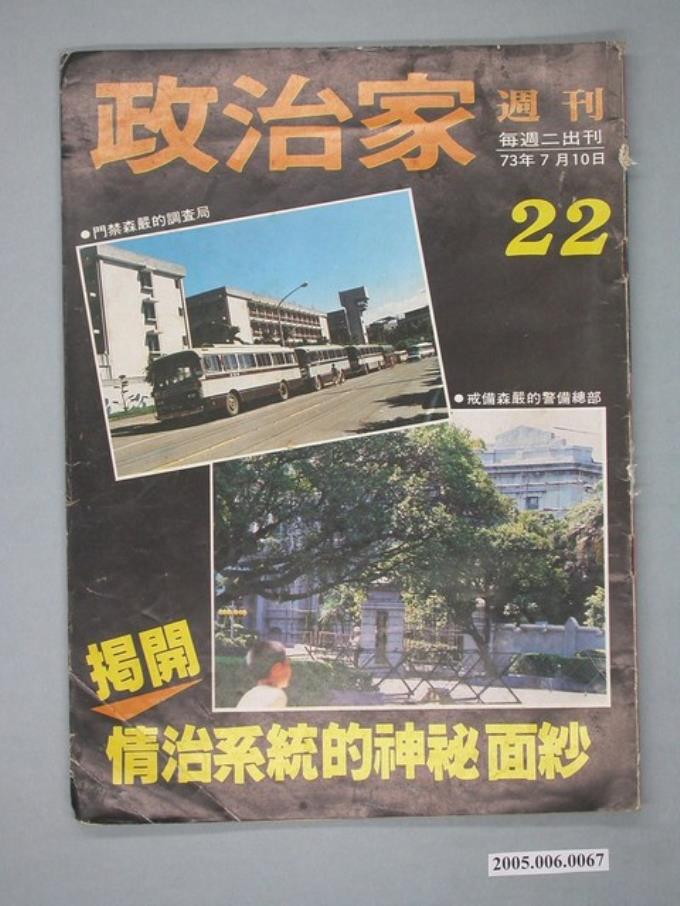 政治家
週刊
每週二出刊
73年7月10日
22
●門禁森嚴的調查局
●戒備森嚴的警備總部
揭開
情治系統的神祕面紗
2005.006.0067